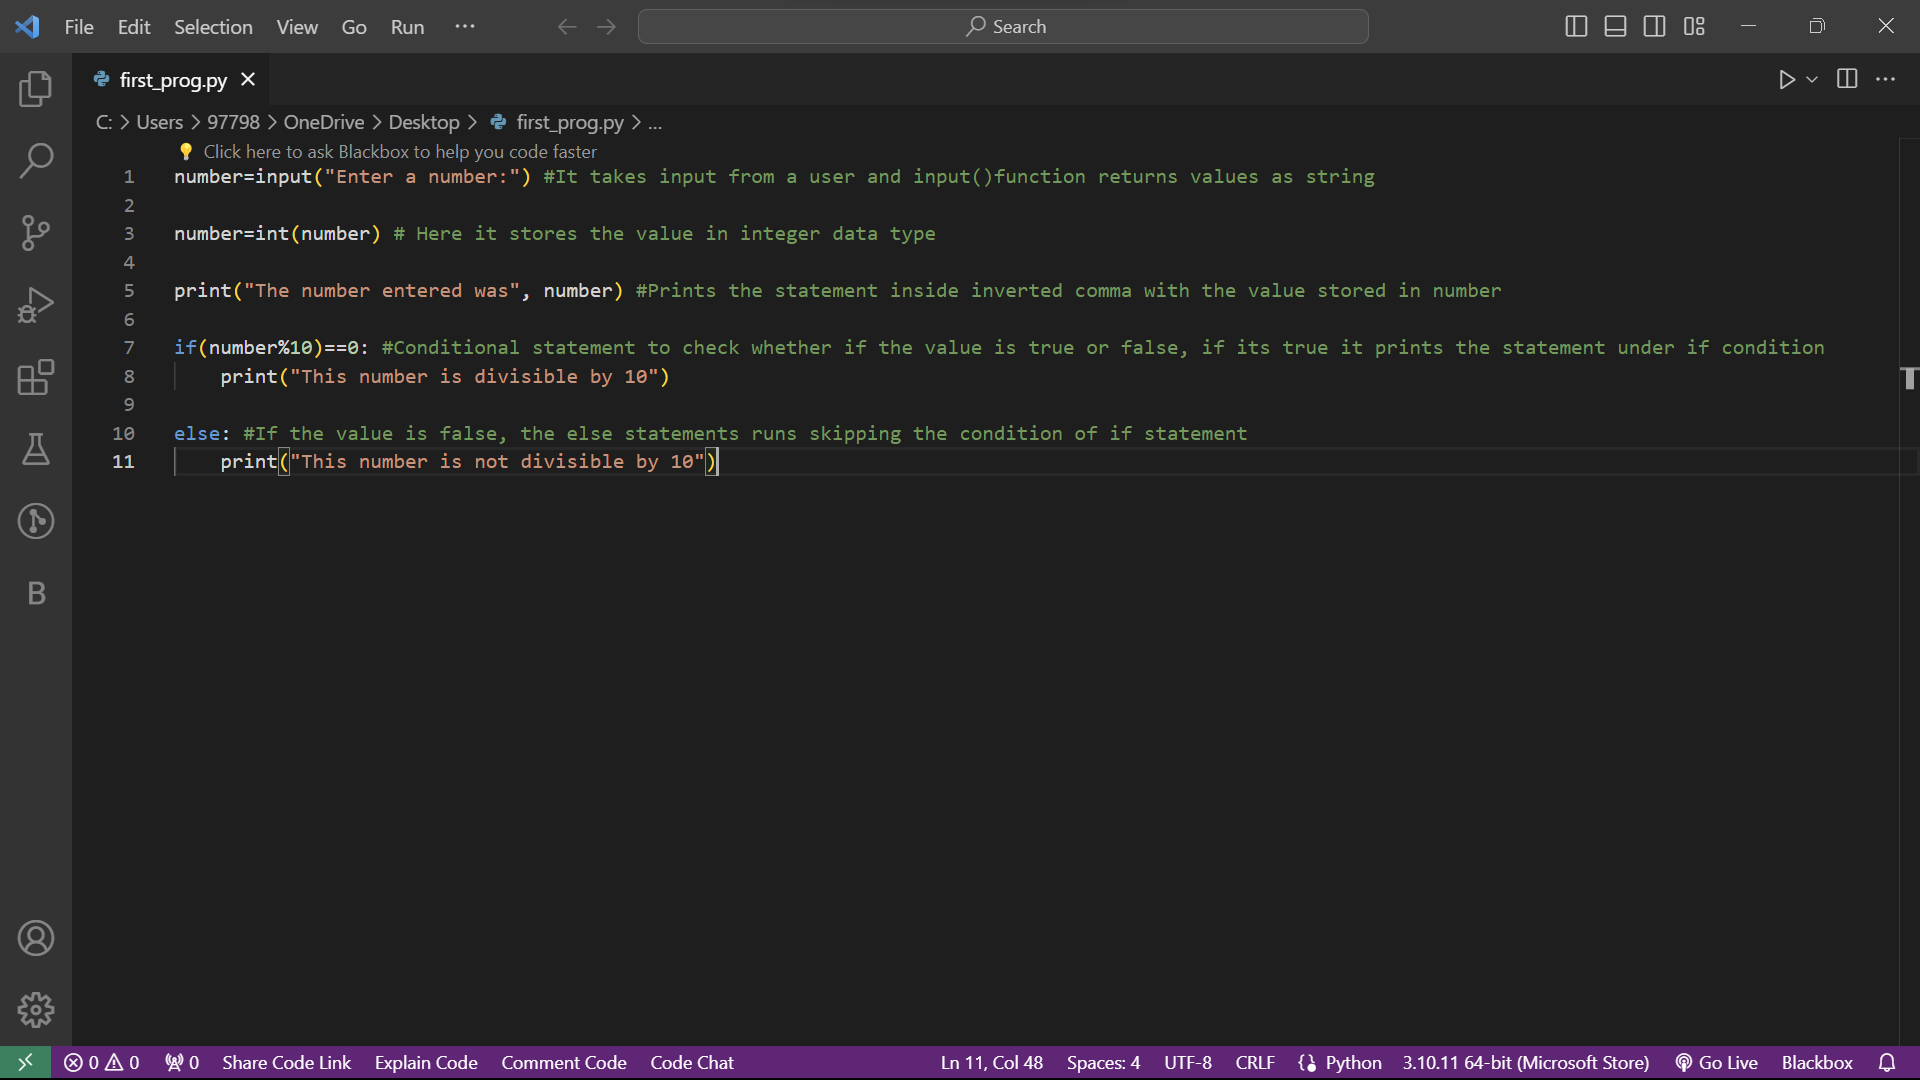 File Edit Selection View Go Run ··· Search
first_prog.py
C: > Users > 97798 > OneDrive > Desktop > first_prog.py > ...
Click here to ask Blackbox to help you code faster
1 number=input("Enter a number:") #It takes input from a user and input()function returns values as string
2
3 number=int(number) # Here it stores the value in integer data type
4
5 print("The number entered was", number) #Prints the statement inside inverted comma with the value stored in number
6
7 if(number%10)==0: #Conditional statement to check whether if the value is true or false, if its true it prints the statement under if condition
8     print("This number is divisible by 10")
9
10 else: #If the value is false, the else statements runs skipping the condition of if statement
11     print("This number is not divisible by 10")
B
0 0 0 Share Code Link Explain Code Comment Code Code Chat Ln 11, Col 48 Spaces: 4 UTF-8 CRLF Python 3.10.11 64-bit (Microsoft Store) Go Live Blackbox